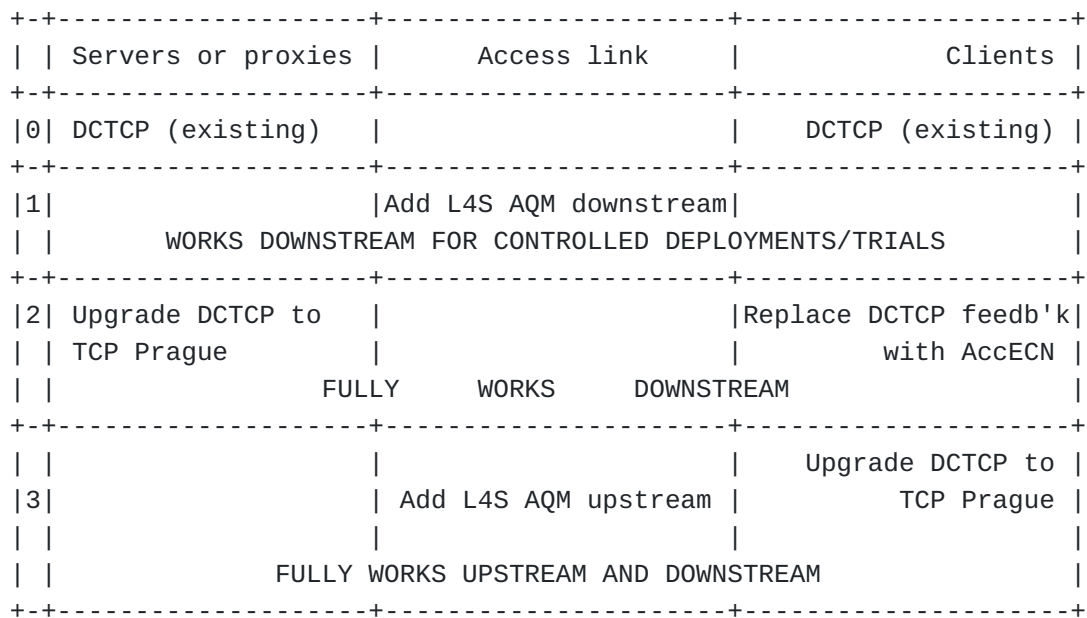 +-+--------------------+----------------------+---------------------+
| | Servers or proxies |      Access link     |             Clients |
+-+--------------------+----------------------+---------------------+
|0| DCTCP (existing)   |                      |    DCTCP (existing) |
+-+--------------------+----------------------+---------------------+
|1|                    |Add L4S AQM downstream|                     |
| |       WORKS DOWNSTREAM FOR CONTROLLED DEPLOYMENTS/TRIALS        |
+-+--------------------+----------------------+---------------------+
|2| Upgrade DCTCP to   |                      |Replace DCTCP feedb'k|
| | TCP Prague         |                      |         with AccECN |
| |                 FULLY     WORKS     DOWNSTREAM                  |
+-+--------------------+----------------------+---------------------+
| |                    |                      |    Upgrade DCTCP to |
|3|                    | Add L4S AQM upstream |          TCP Prague |
| |                    |                      |                     |
| |              FULLY WORKS UPSTREAM AND DOWNSTREAM                |
+-+--------------------+----------------------+---------------------+